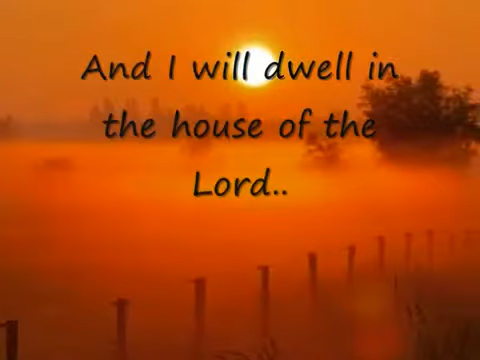 And I will dwell in
the house of the
Lord..